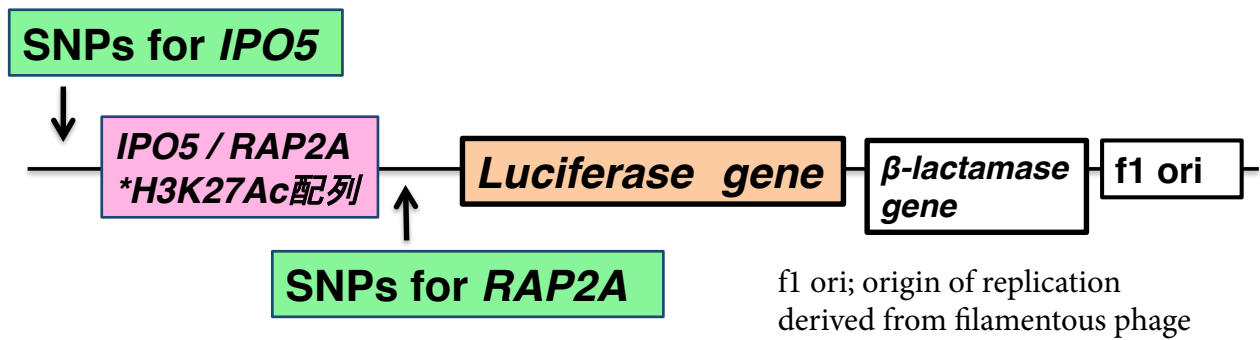 SNPs for IPO5
IPO5 / RAP2A
*H3K27Ac配列
Luciferase gene
β-lactamase
gene
f1 ori
SNPs for RAP2A
f1 ori; origin of replication
derived from filamentous phage